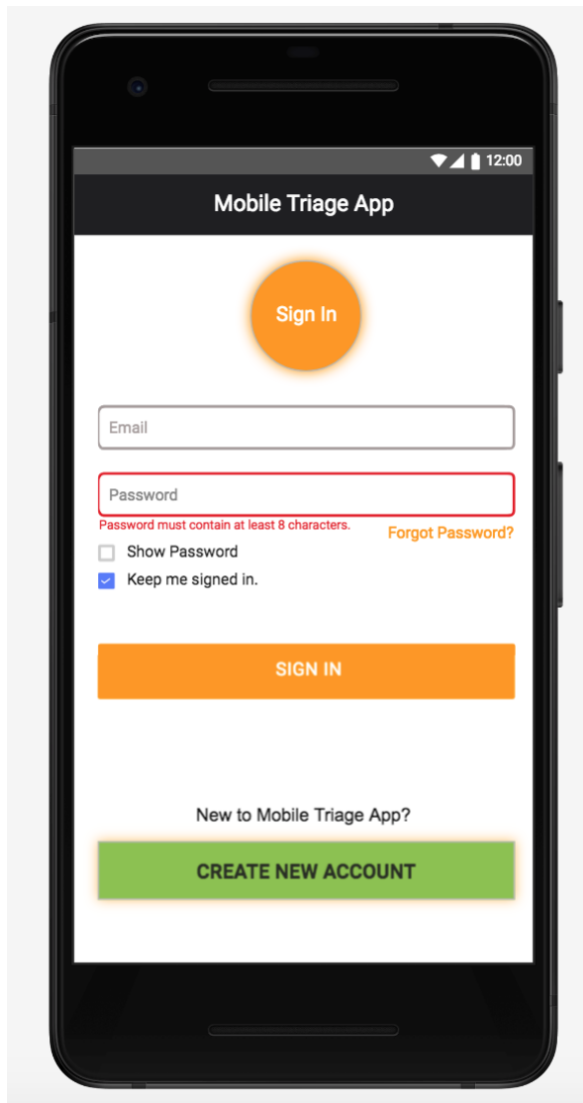 12:00
Mobile Triage App
Sign In
Email
Password
Password must contain at least 8 characters.
Forgot Password?
Show Password
Keep me signed in.
SIGN IN
New to Mobile Triage App?
CREATE NEW ACCOUNT